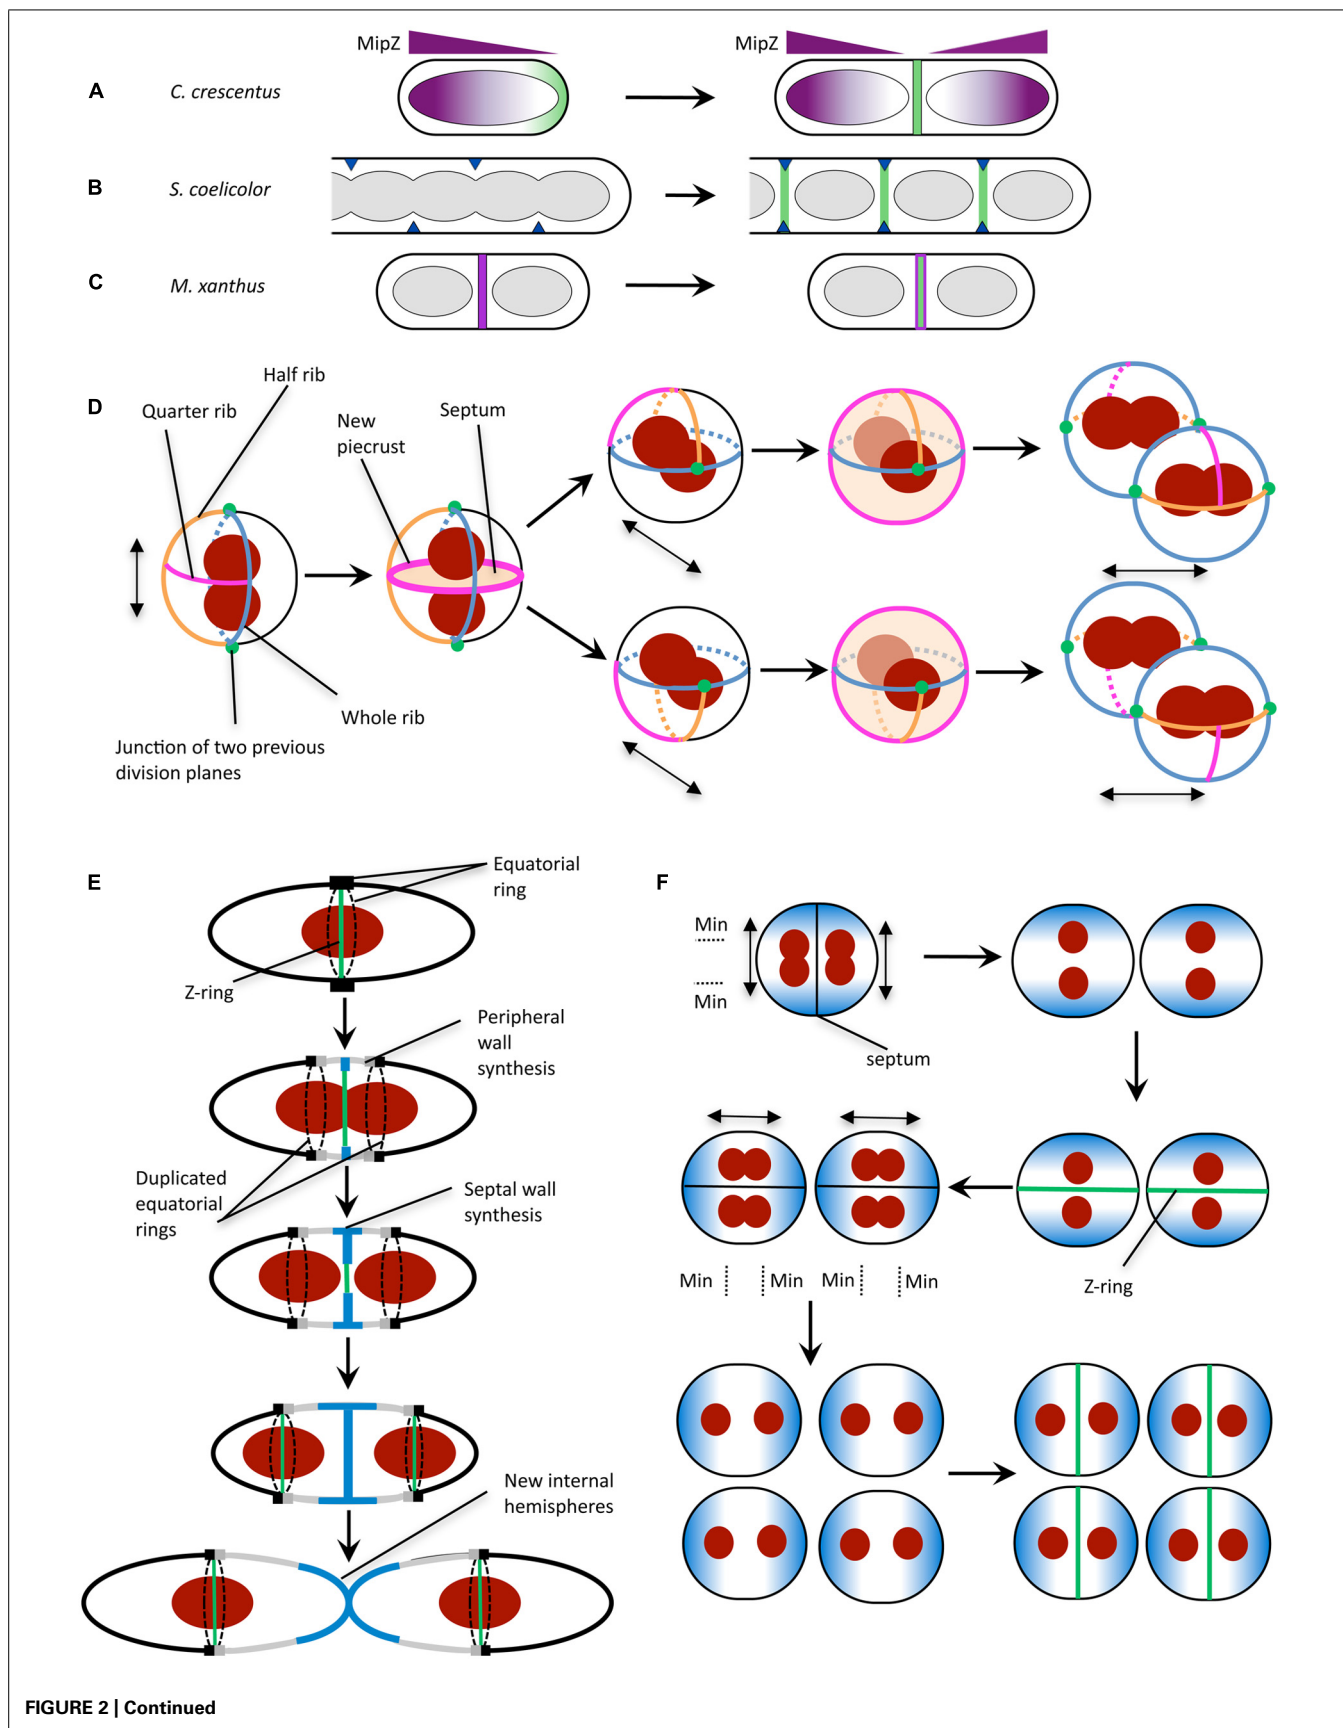 MipZ
MipZ
A
C. crescentus
B
S. coelicolor
C
M. xanthus
D
Half rib
Quarter rib
New
piecrust
Septum
Whole rib
Junction of two previous
division planes
E
Equatorial
ring
Z-ring
Peripheral
wall
synthesis
Duplicated
equatorial
rings
Septal wall
synthesis
New internal
hemispheres
F
Min
Min
septum
Z-ring
Min
Min
Min
Min
FIGURE 2 | Continued